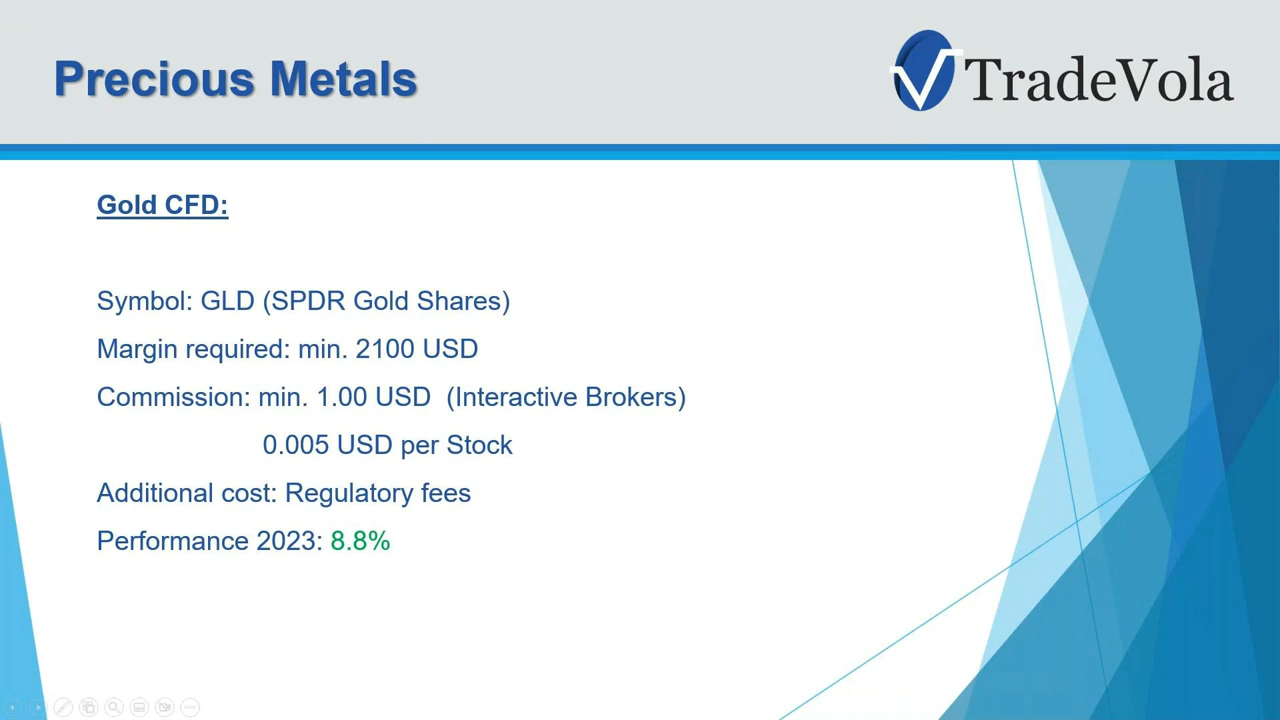 Precious Metals
TradeVola
Gold CFD:
Symbol: GLD (SPDR Gold Shares)
Margin required: min. 2100 USD
Commission: min. 1.00 USD (Interactive Brokers)
0.005 USD per Stock
Additional cost: Regulatory fees
Performance 2023: 8.8%